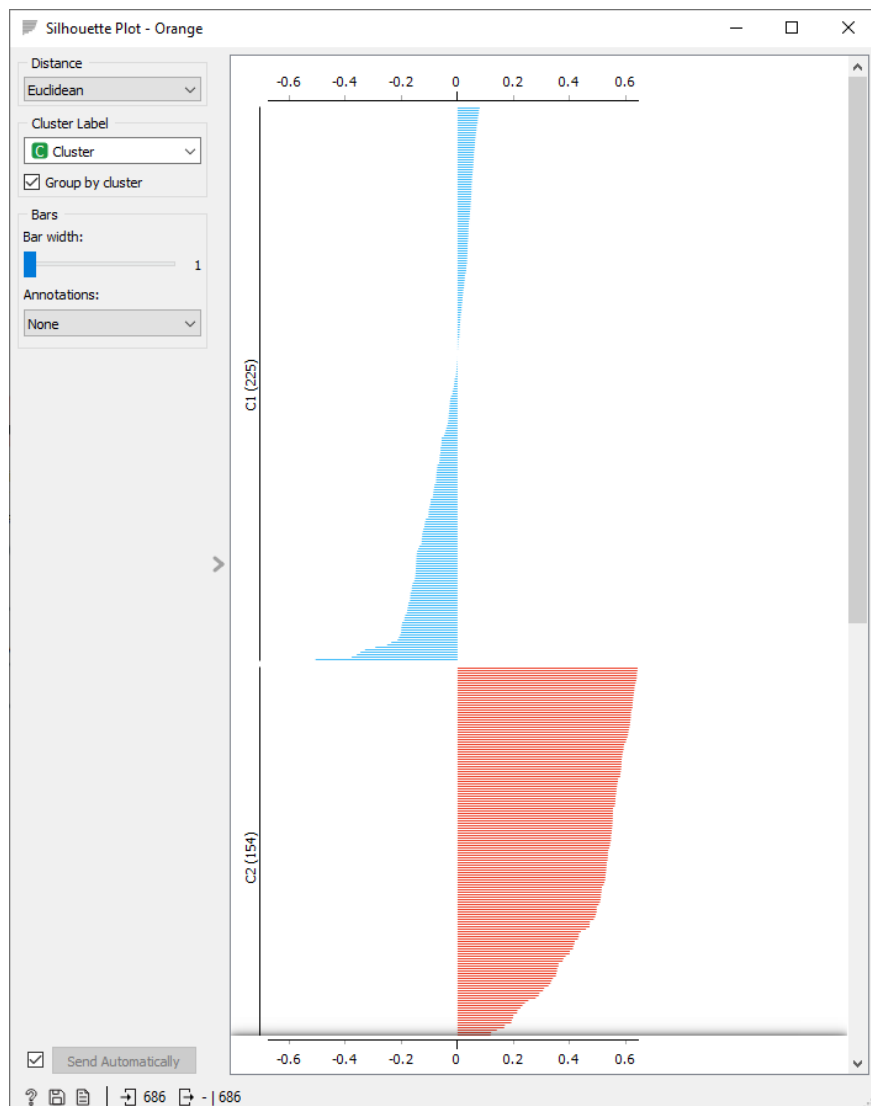 Silhouette Plot - Orange
Distance
Euclidean
Cluster Label
C Cluster
Group by cluster
Bars
Bar width:
1
Annotations:
None
-0.6 -0.4 -0.2 0 0.2 0.4 0.6
C1 (225)
C2 (154)
-0.6 -0.4 -0.2 0 0.2 0.4 0.6
Send Automatically
? 686 - | 686